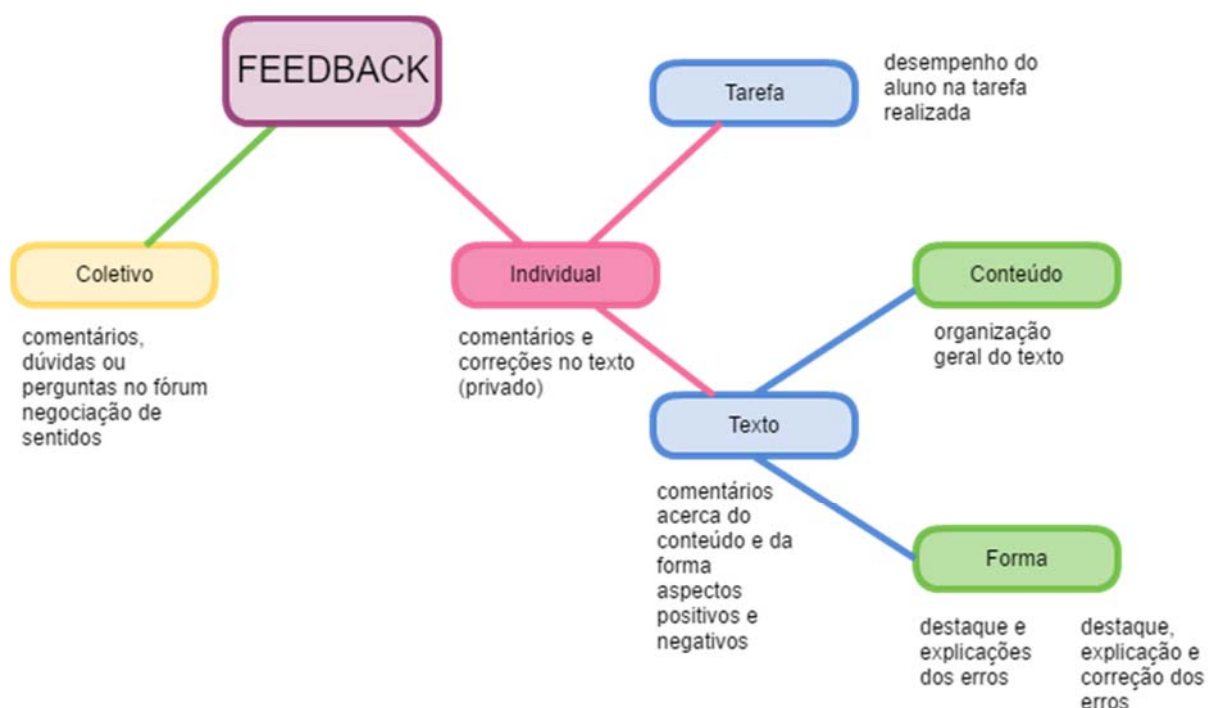 FEEDBACK
Tarefa
desempenho do
aluno na tarefa
realizada
Coletivo
comentários,
dúvidas ou
perguntas no fórum
negociação de
sentidos
Individual
comentários e
correções no texto
(privado)
Conteúdo
organização
geral do texto
Texto
comentários
acerca do
conteúdo e da
forma
aspectos
positivos e
negativos
Forma
destaque e
explicações
dos erros
destaque,
explicação e
correção dos
erros